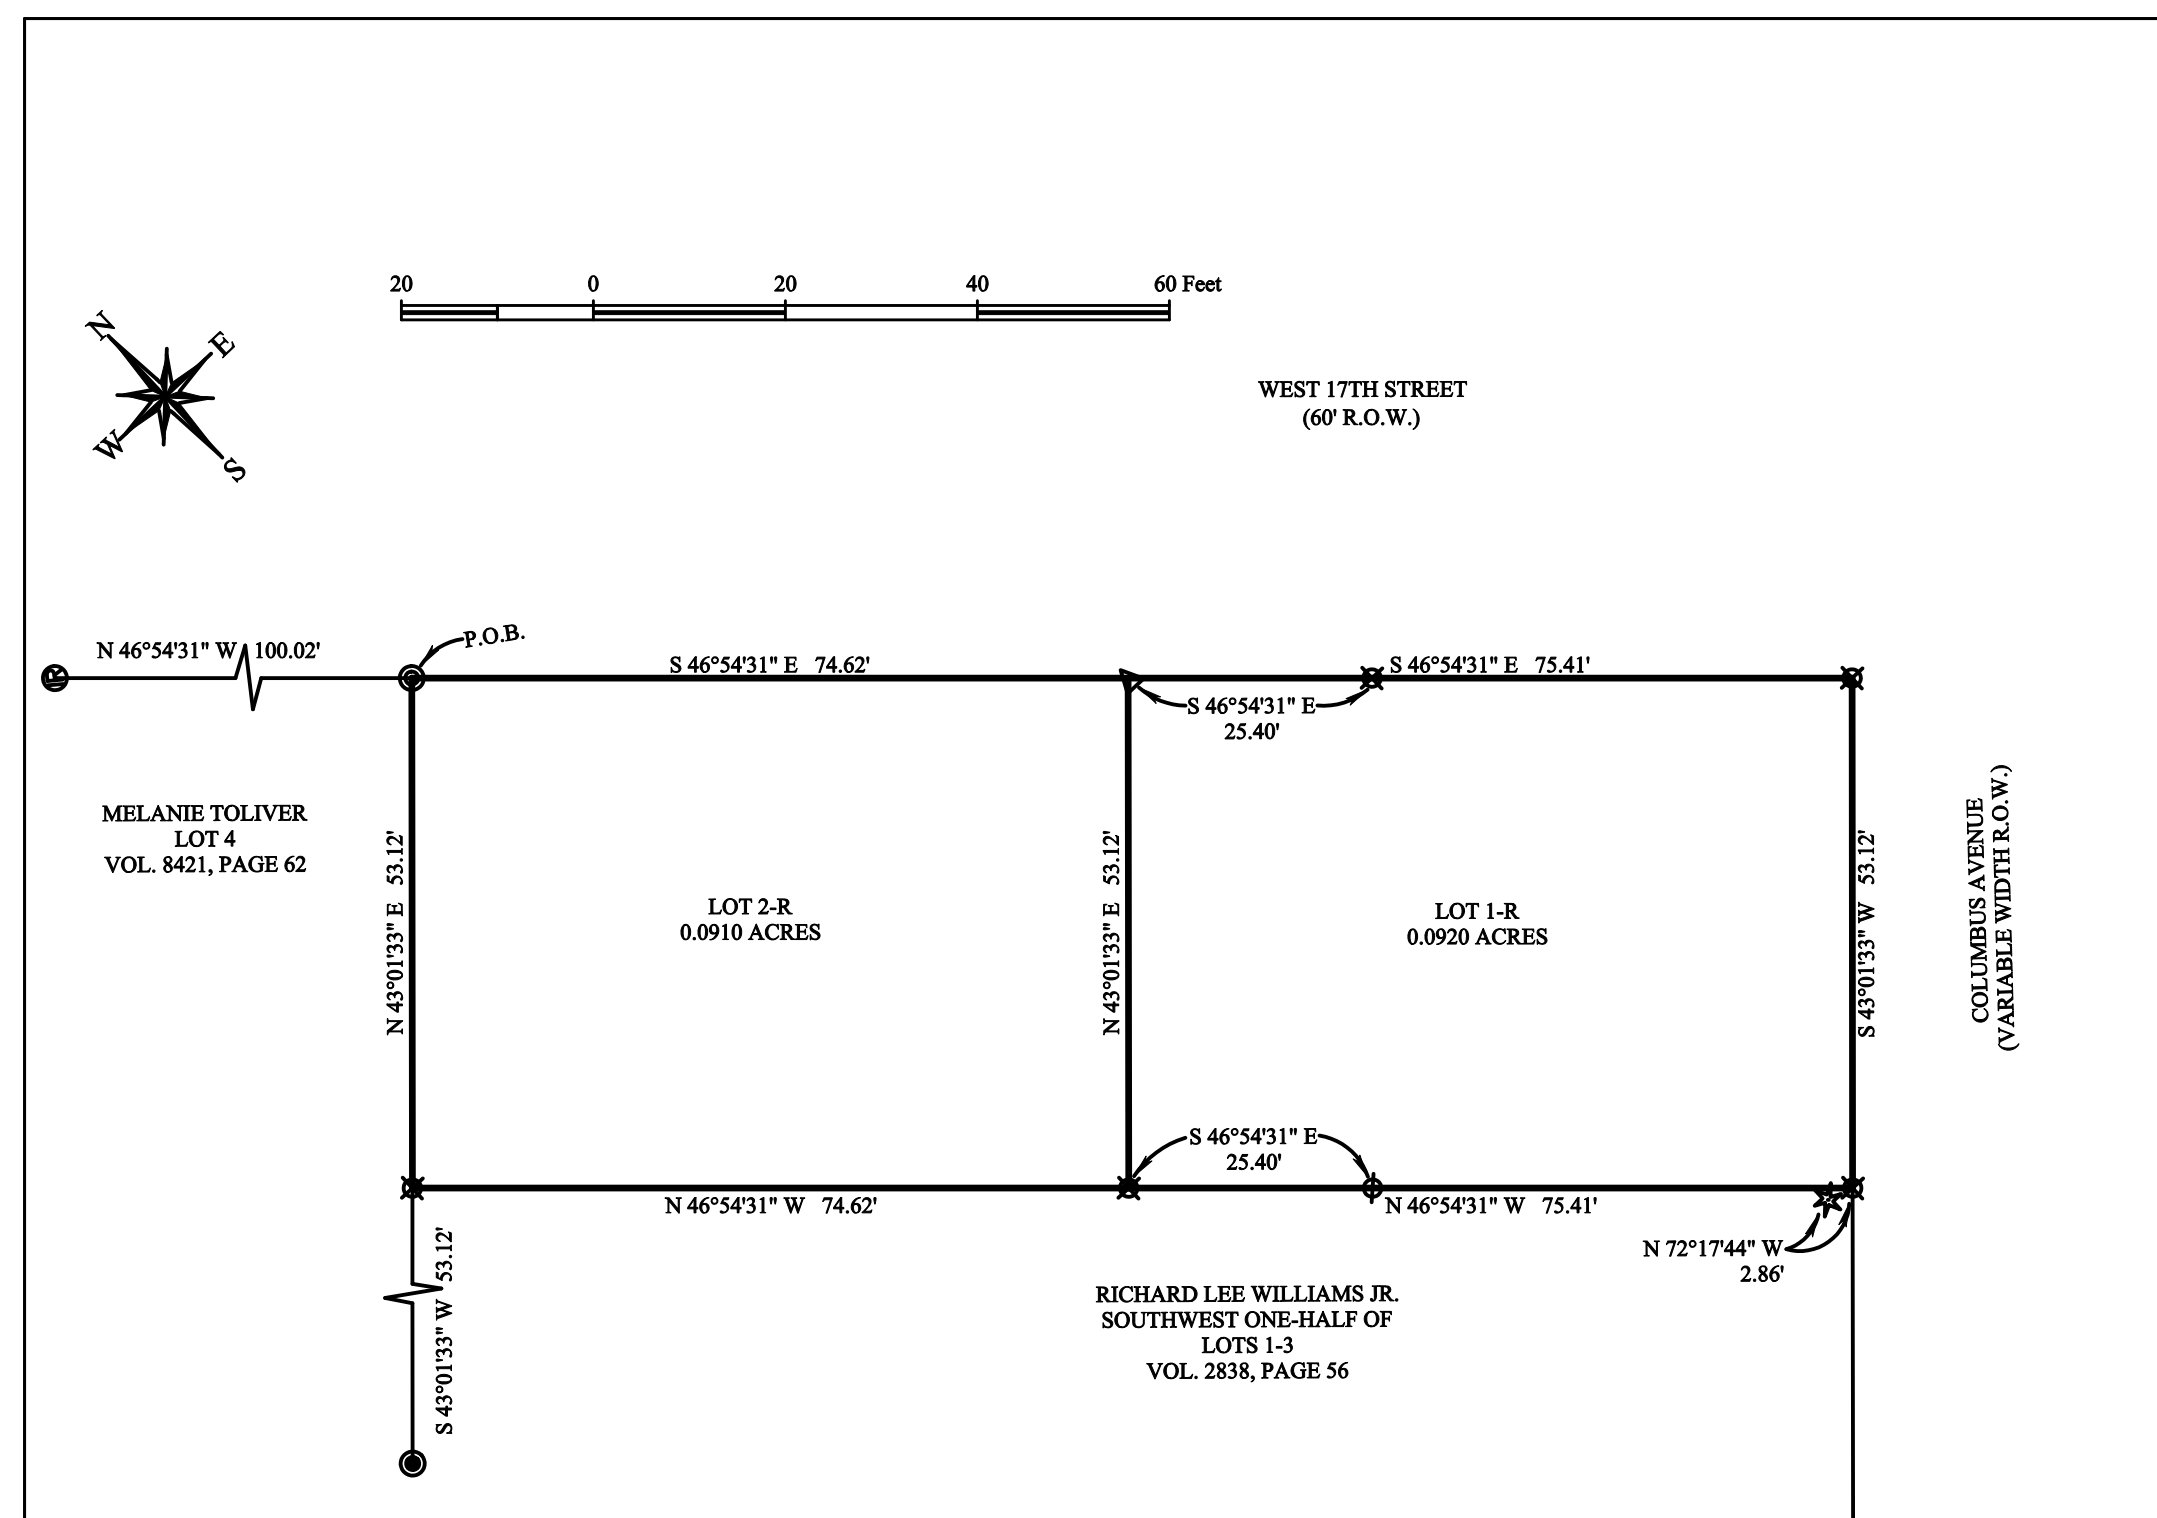 20 0 20 40 60 Feet
N
E
W
S
WEST 17TH STREET
(60' R.O.W.)
P.O.B.
N 46°54'31" W 100.02'
S 46°54'31" E 74.62'
S 46°54'31" E 75.41'
IR
S 46°54'31" E
25.40'
MELANIE TOLIVER
LOT 4
VOL. 8421, PAGE 62
N 43°01'33" E 53.12'
LOT 2-R
0.0910 ACRES
N 43°01'33" E 53.12'
LOT 1-R
0.0920 ACRES
S 43°01'33" W 53.12'
COLUMBUS AVENUE
(VARIABLE WIDTH R.O.W.)
S 46°54'31" E
25.40'
N 46°54'31" W 74.62'
N 46°54'31" W 75.41'
N 72°17'44" W
2.86'
S 43°01'33" W 53.12'
RICHARD LEE WILLIAMS JR.
SOUTHWEST ONE-HALF OF
LOTS 1-3
VOL. 2838, PAGE 56